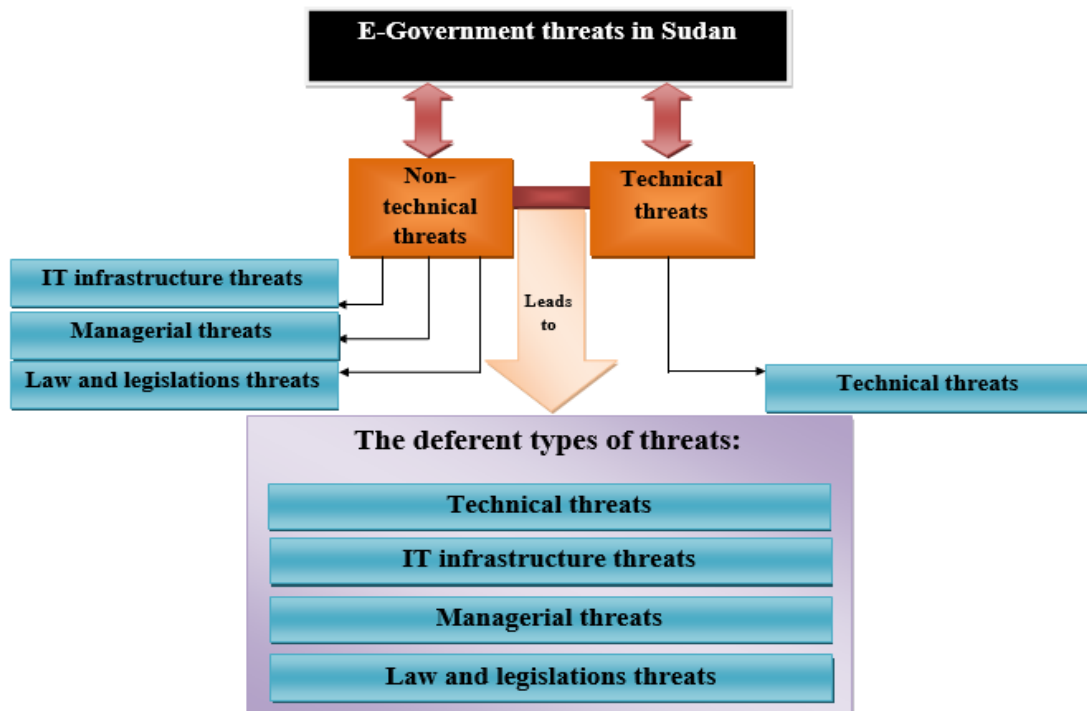 E-Government threats in Sudan
Non-
technical
threats
Technical
threats
IT infrastructure threats
Managerial threats
Law and legislations threats
Leads
to
Technical threats
The deferent types of threats:
Technical threats
IT infrastructure threats
Managerial threats
Law and legislations threats